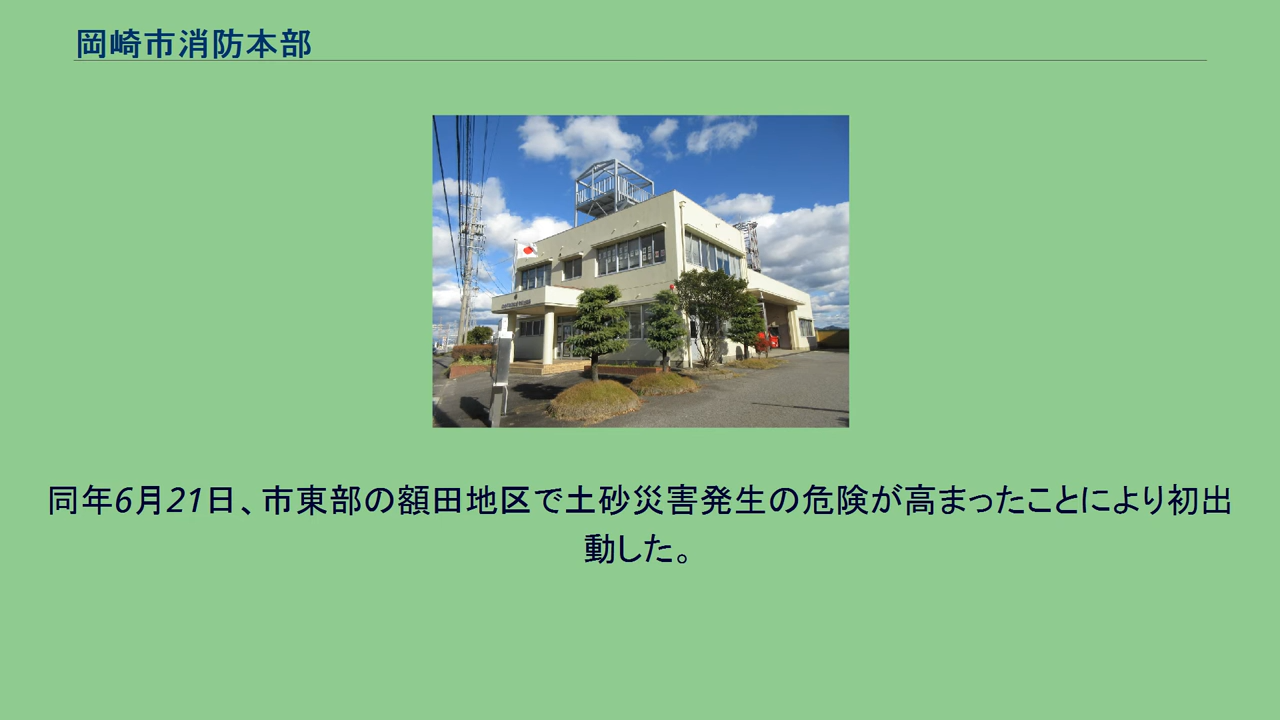 岡崎市消防本部
同年6月21日、市東部の額田地区で土砂災害発生の危険が高まったことにより初出
動した。